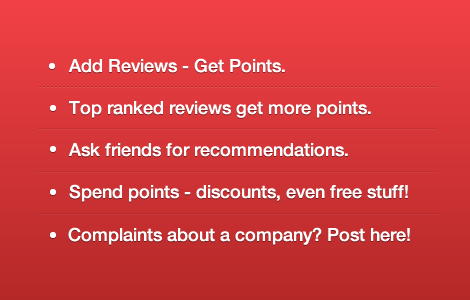 • Add Reviews - Get Points.
• Top ranked reviews get more points.
• Ask friends for recommendations.
• Spend points - discounts, even free stuff!
• Complaints about a company? Post here!